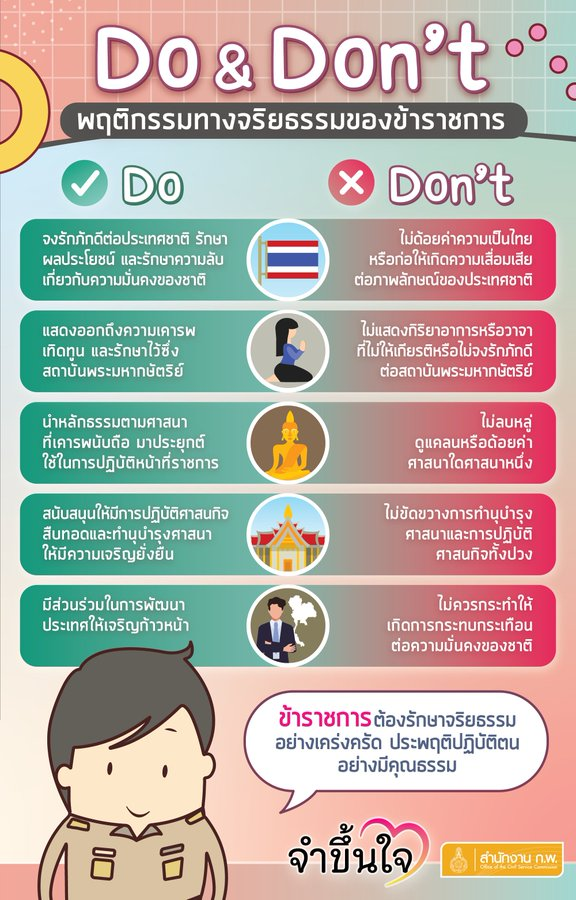 Do & Don't
พฤติกรรมทางจริยธรรมของข้าราชการ
Do
Don't
จงรักภักดีต่อประเทศชาติ รักษา
ผลประโยชน์ และรักษาความลับ
เกี่ยวกับความมั่นคงของชาติ
ไม่ด้อยค่าความเป็นไทย
หรือก่อให้เกิดความเสื่อมเสีย
ต่อภาพลักษณ์ของประเทศชาติ
แสดงออกถึงความเคารพ
เทิดทูน และรักษาไว้ซึ่ง
สถาบันพระมหากษัตริย์
ไม่แสดงกิริยาอาการหรือวาจา
ที่ไม่ให้เกียรติหรือไม่จงรักภักดี
ต่อสถาบันพระมหากษัตริย์
นำหลักธรรมตามศาสนา
ที่เคารพนับถือ มาประยุกต์
ใช้ในการปฏิบัติหน้าที่ราชการ
ไม่ลบหลู่
ดูแคลนหรือด้อยค่า
ศาสนาใดศาสนาหนึ่ง
สนับสนุนให้มีการปฏิบัติศาสนกิจ
สืบทอดและทำนุบำรุงศาสนา
ให้มีความเจริญยั่งยืน
ไม่ขัดขวางการทำนุบำรุง
ศาสนาและการปฏิบัติ
ศาสนกิจทั้งปวง
มีส่วนร่วมในการพัฒนา
ประเทศให้เจริญก้าวหน้า
ไม่ควรกระทำให้
เกิดการกระทบกระเทือน
ต่อความมั่นคงของชาติ
ข้าราชการต้องรักษาจริยธรรม
อย่างเคร่งครัด ประพฤติปฏิบัติตน
อย่างมีคุณธรรม
จำขึ้นใจ
สำนักงาน ก.พ.
Office of the Civil Service Commission